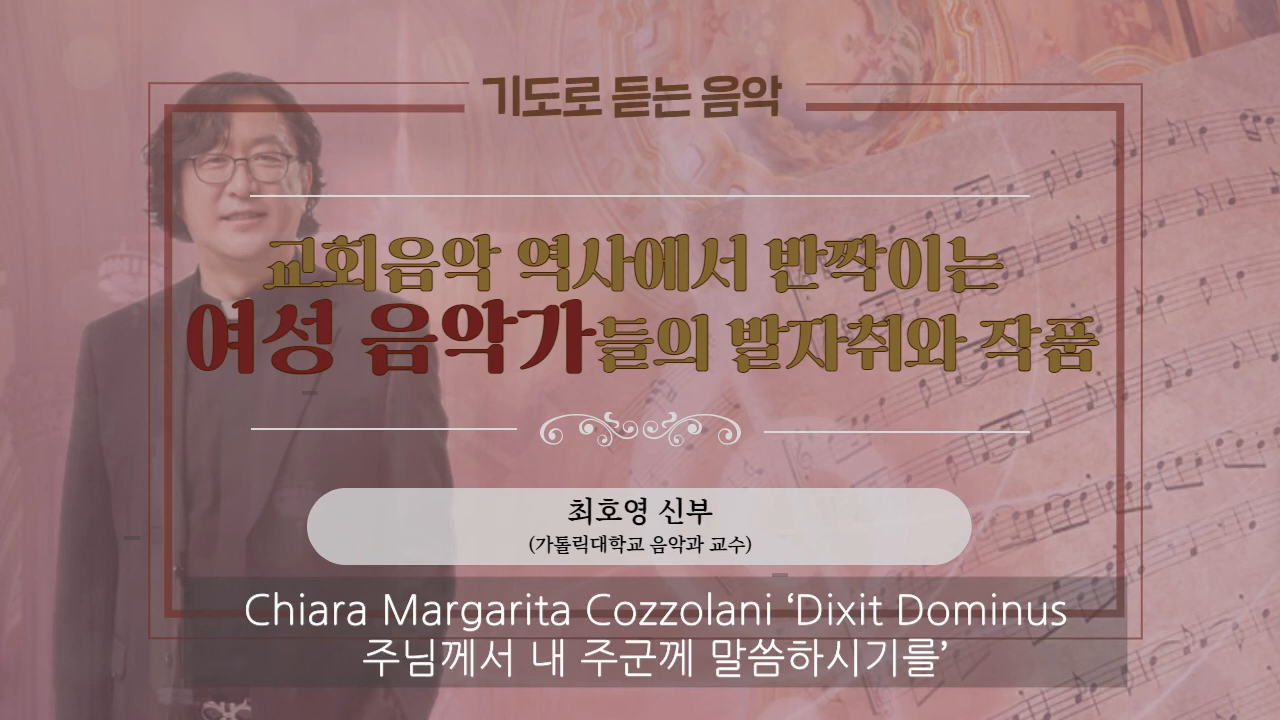 기도로 듣는 음악
교회음악 역사에서 반짝이는
여성 음악가들의 발자취와 작품
최호영 신부
(가톨릭대학교 음악과 교수)
Chiara Margarita Cozzolani ‘Dixit Dominus
주님께서 내 주군께 말씀하시기를’